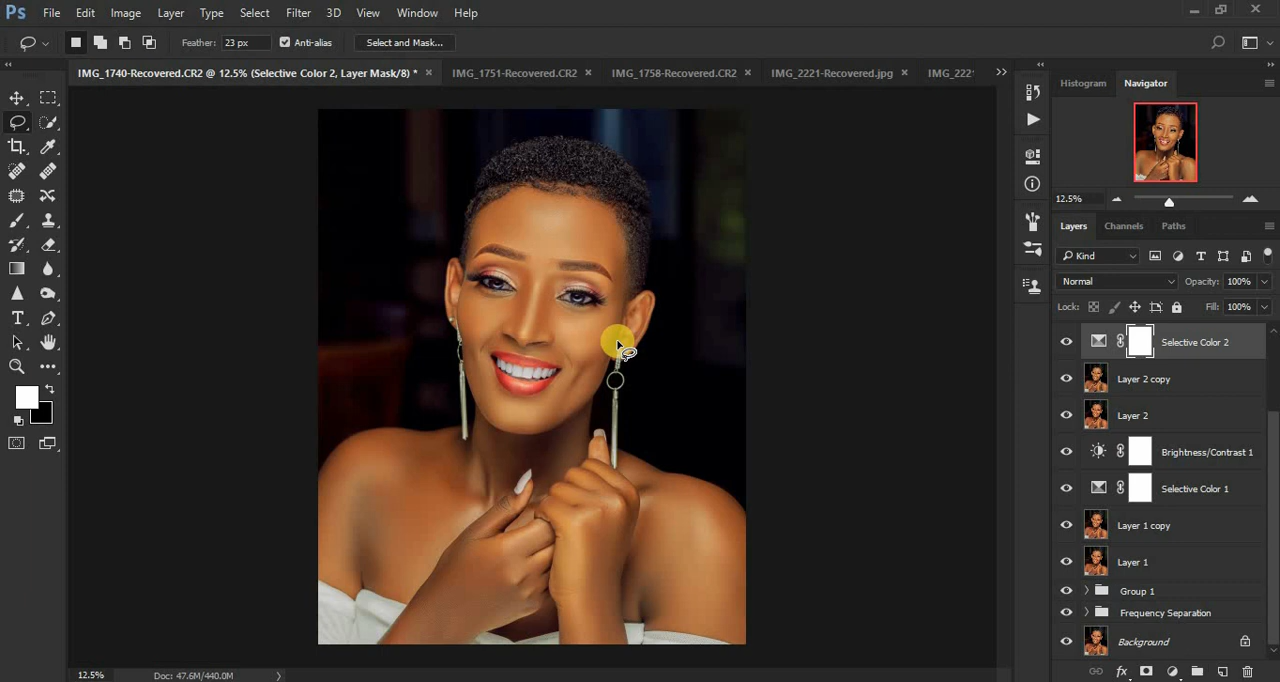 Ps File Edit Image Layer Type Select Filter 3D View Window Help
Feather: 23 px Anti-alias Select and Mask...
IMG_1740-Recovered.CR2 @ 12.5% (Selective Color 2, Layer Mask/8) * × IMG_1751-Recovered.CR2 × IMG_1758-Recovered.CR2 × IMG_2221-Recovered.jpg × IMG_222
Histogram Navigator
12.5%
Layers Channels Paths
Kind
Normal Opacity: 100%
Lock: Fill: 100%
Selective Color 2
Layer 2 copy
Layer 2
Brightness/Contrast 1
Selective Color 1
Layer 1 copy
Layer 1
Group 1
Frequency Separation
Background
12.5% Doc: 47.6M/440.0M
fx